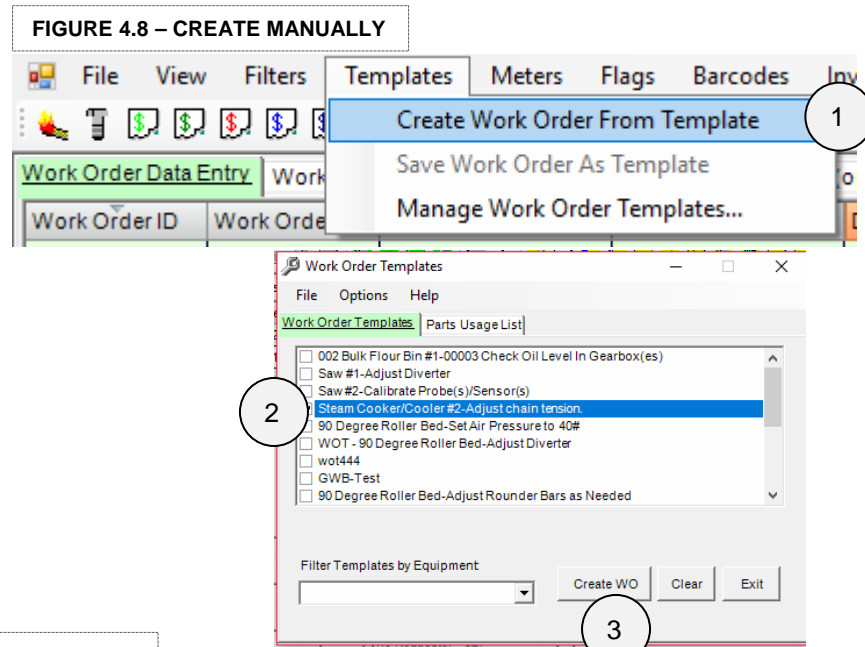 FIGURE 4.8 – CREATE MANUALLY
File View Filters Templates Meters Flags Barcodes Inv
Create Work Order From Template
1
Save Work Order As Template
Manage Work Order Templates...
Work Order Data Entry Work
Work Order ID Work Orde
Work Order Templates
File Options Help
Work Order Templates Parts Usage List
002 Bulk Flour Bin #1-00003 Check Oil Level In Gearbox(es)
Saw #1-Adjust Diverter
Saw #2-Calibrate Probe(s)/Sensor(s)
2
Steam Cooker/Cooler #2-Adjust chain tension.
90 Degree Roller Bed-Set Air Pressure to 40#
WOT - 90 Degree Roller Bed-Adjust Diverter
wot444
GWB-Test
90 Degree Roller Bed-Adjust Rounder Bars as Needed
Filter Templates by Equipment
Create WO Clear Exit
3